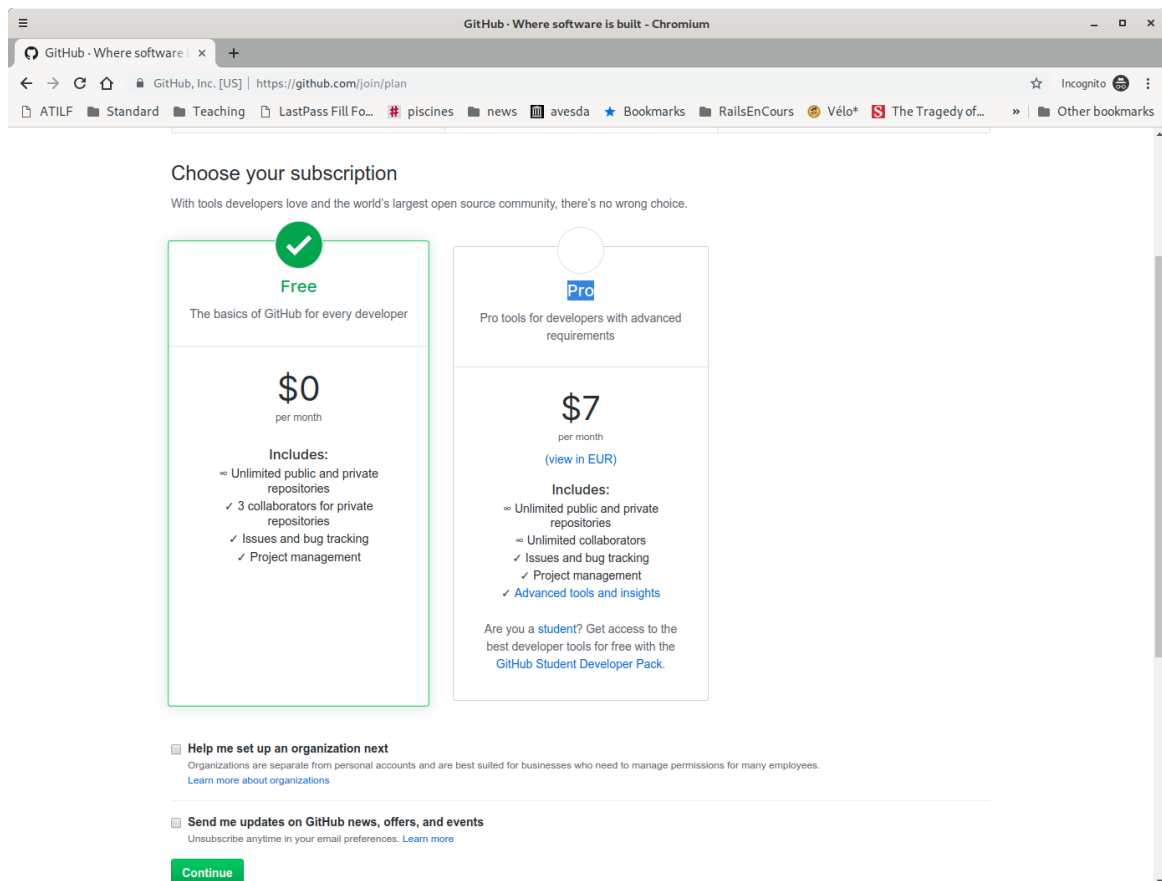 GitHub · Where software is built - Chromium
GitHub · Where software i
GitHub, Inc. [US] | https://github.com/join/plan
Incognito
ATILF Standard Teaching LastPass Fill Fo... piscines news avesda Bookmarks RailsEnCours Vélo* The Tragedy of... » Other bookmarks
Choose your subscription
With tools developers love and the world's largest open source community, there's no wrong choice.
Free
The basics of GitHub for every developer
$0
per month
Includes:
∞ Unlimited public and private
repositories
✓ 3 collaborators for private
repositories
✓ Issues and bug tracking
✓ Project management
Pro
Pro tools for developers with advanced
requirements
$7
per month
(view in EUR)
Includes:
∞ Unlimited public and private
repositories
∞ Unlimited collaborators
✓ Issues and bug tracking
✓ Project management
✓ Advanced tools and insights
Are you a student? Get access to the
best developer tools for free with the
GitHub Student Developer Pack.
Help me set up an organization next
Organizations are separate from personal accounts and are best suited for businesses who need to manage permissions for many employees.
Learn more about organizations
Send me updates on GitHub news, offers, and events
Unsubscribe anytime in your email preferences. Learn more
Continue